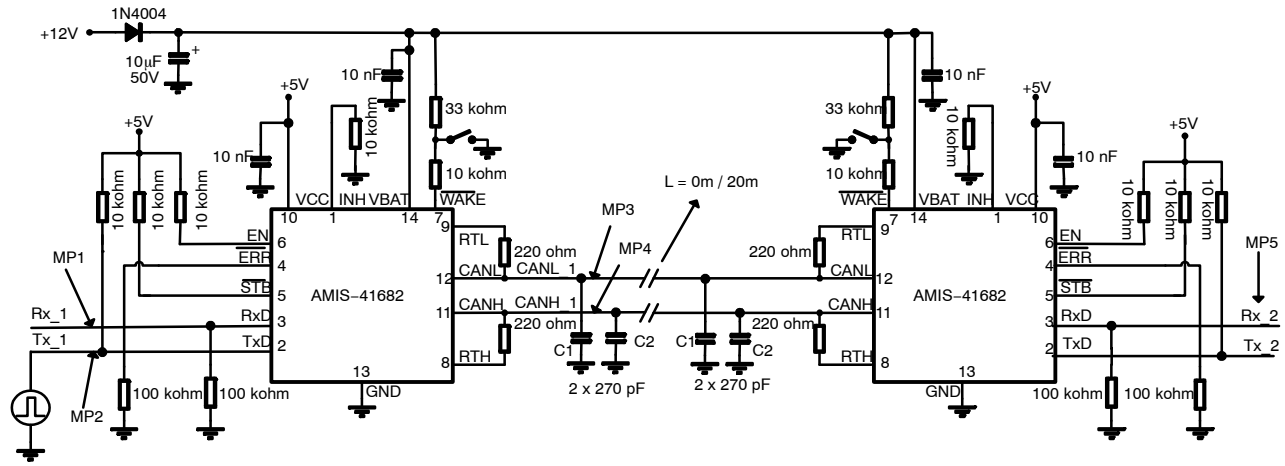 1N4004
+12V
10μF
50V
+
10 nF
33 kohm
10 kohm
+5V
10 nF
10 kohm
+5V
10 kohm
10 kohm
10 kohm
VCC
INH
VBAT
WAKE
10
1
14
7
EN
6
ERR
4
STB
5
RxD
3
TxD
2
9
RTL
12
CANL
11
CANH
8
RTH
13
GND
AMIS-41682
MP1
Rx_1
Tx_1
MP2
100 kohm
100 kohm
220 ohm
CANL_1
CANH_1
220 ohm
MP3
MP4
L = 0m / 20m
C1
C2
2 x 270 pF
C1
C2
2 x 270 pF
220 ohm
220 ohm
10 nF
33 kohm
10 kohm
10 kohm
+5V
10 nF
+5V
10 kohm
10 kohm
10 kohm
WAKE
VBAT
INH
VCC
7
14
1
10
9
RTL
12
CANL
11
CANH
8
RTH
13
GND
AMIS-41682
6
EN
4
ERR
5
STB
3
RxD
2
TxD
MP5
Rx_2
Tx_2
100 kohm
100 kohm